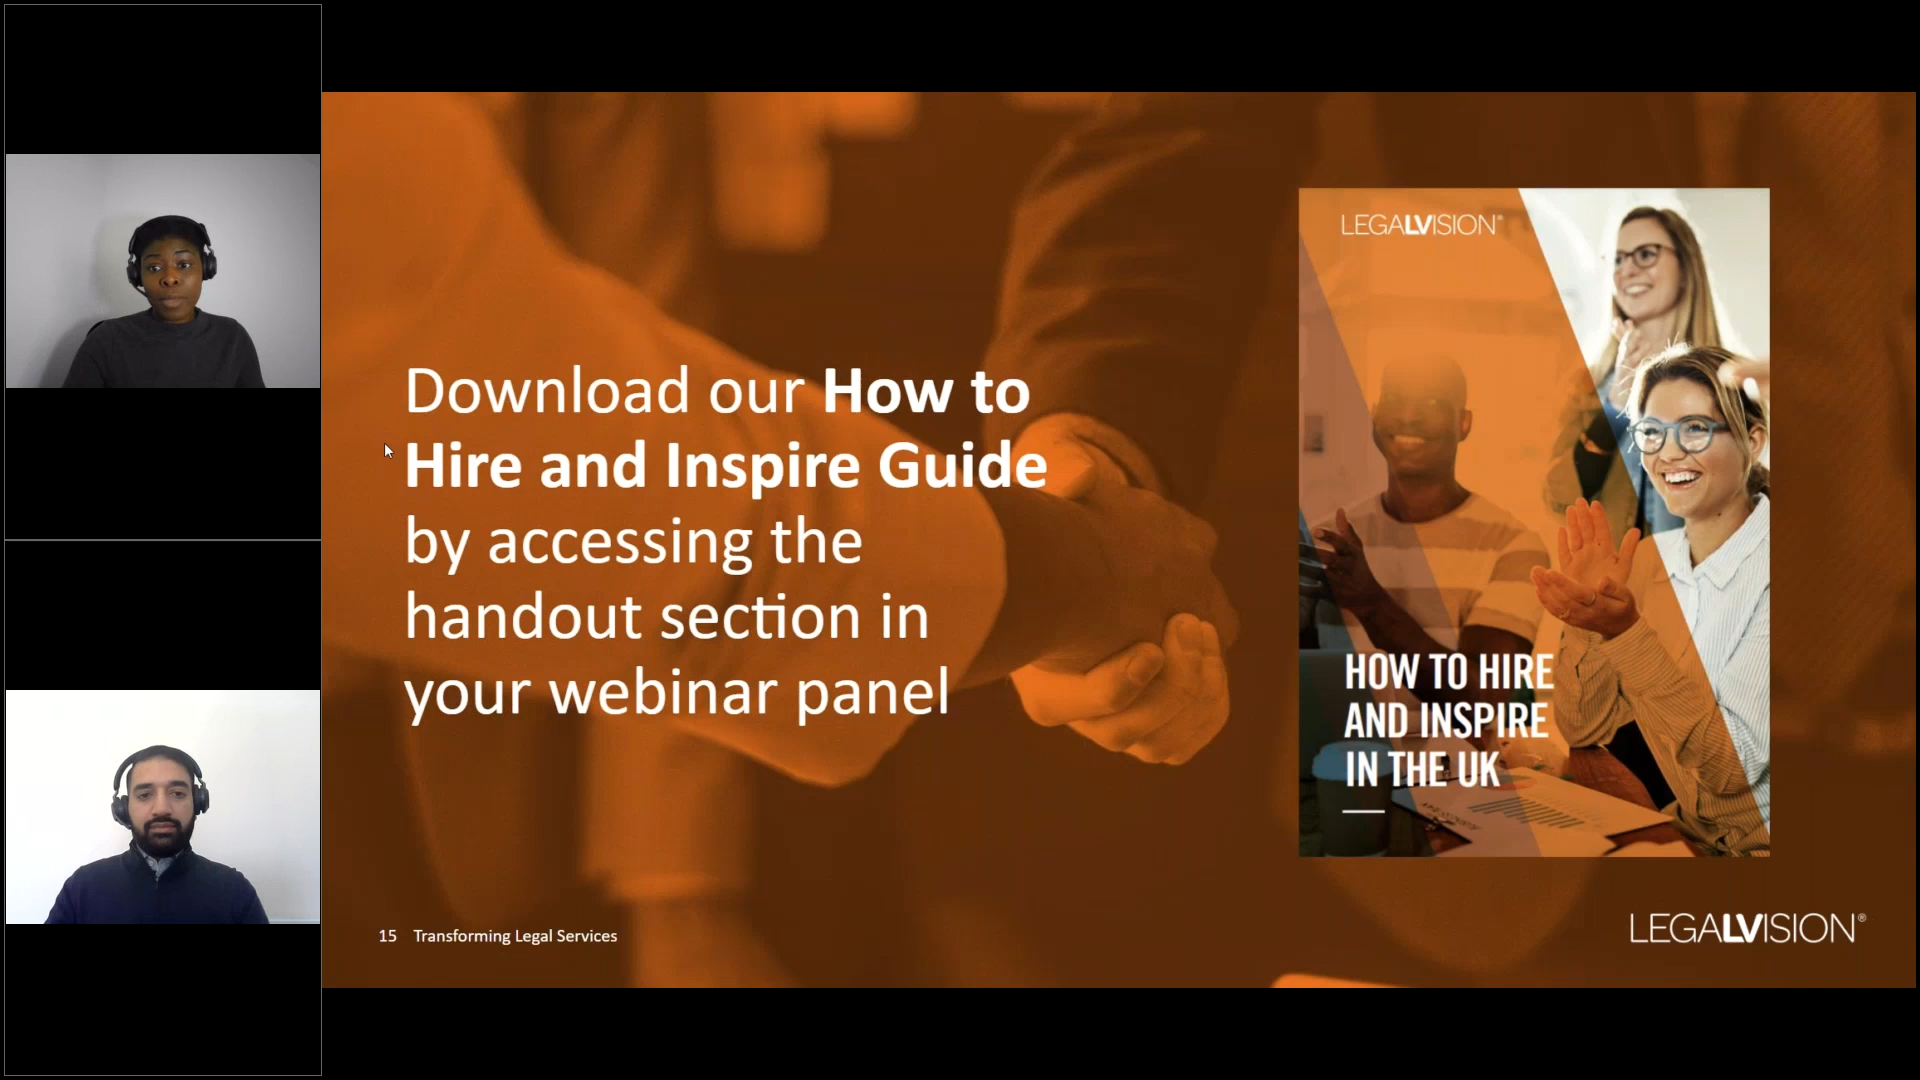 Download our How to
Hire and Inspire Guide
by accessing the
handout section in
your webinar panel
LEGALVISION®
HOW TO HIRE
AND INSPIRE
IN THE UK
15 Transforming Legal Services
LEGALVISION®